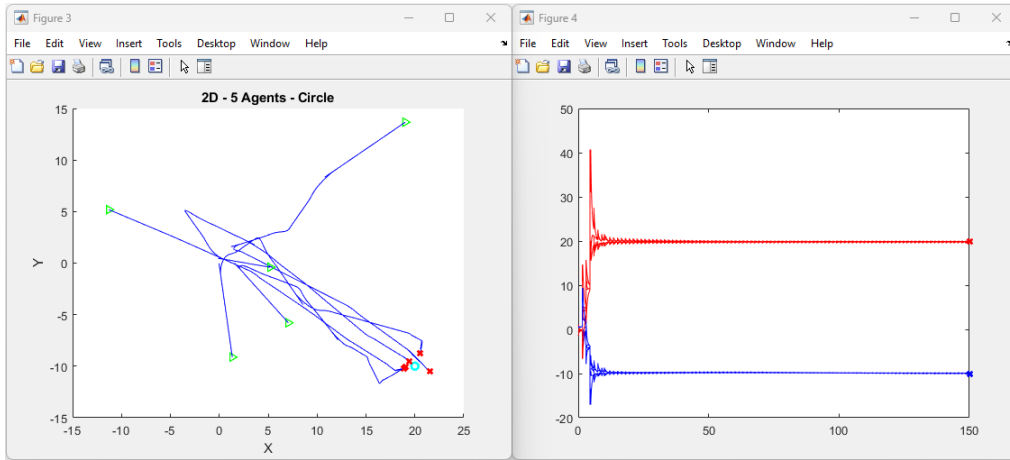 Figure 3
File Edit View Insert Tools Desktop Window Help
2D - 5 Agents - Circle
15
10
5
0
-5
-10
-15
Y
-15 -10 -5 0 5 10 15 20 25
X
Figure 4
File Edit View Insert Tools Desktop Window Help
50
40
30
20
10
0
-10
-20
0 50 100 150